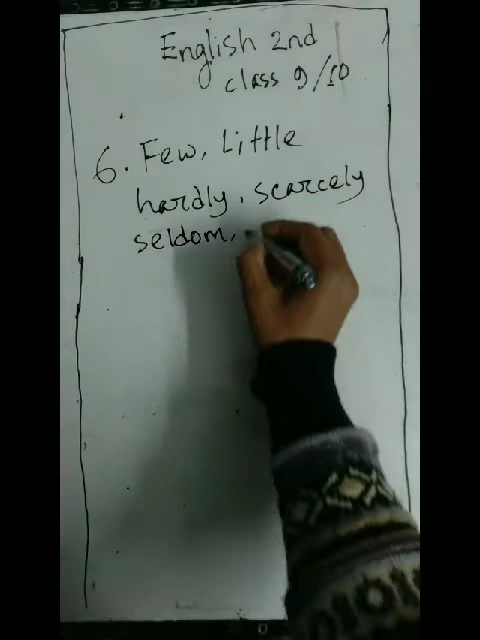 English 2nd
class 9/10
6. Few, Little
hardly, scarcely
seldom,